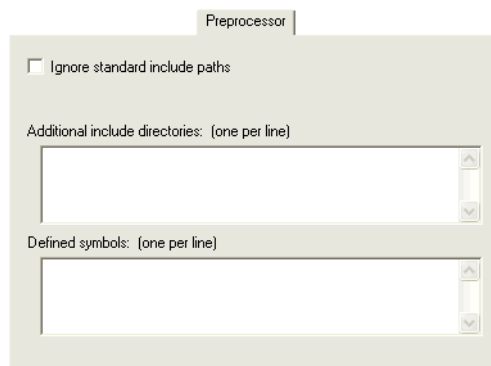 Preprocessor
Ignore standard include paths
Additional include directories: (one per line)
Defined symbols: (one per line)